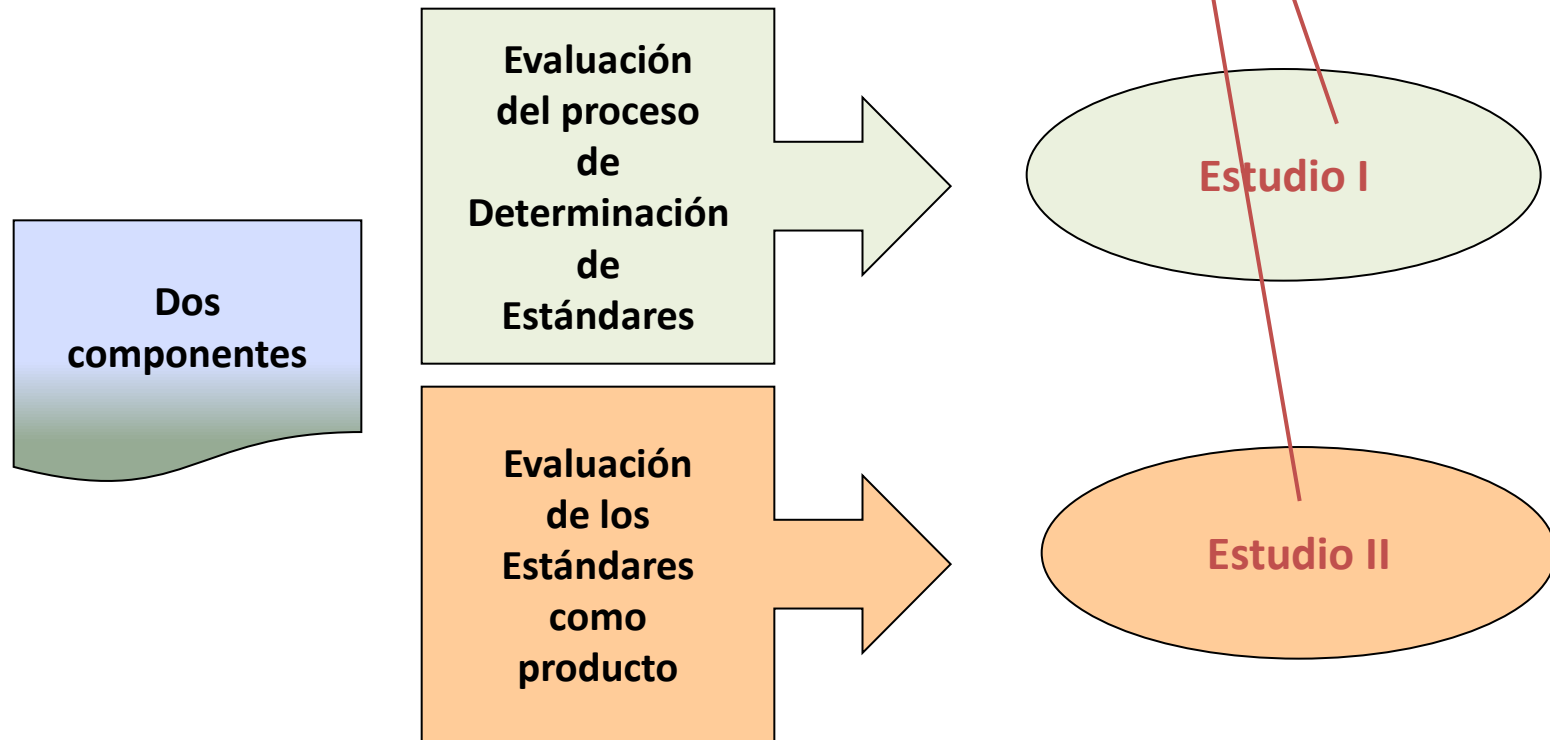 Dos
componentes
Evaluación
del proceso
de
Determinación
de
Estándares
Estudio I
Evaluación
de los
Estándares
como
producto
Estudio II